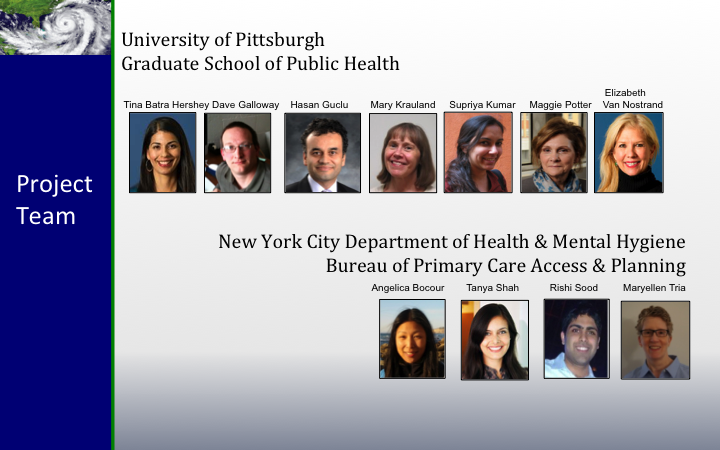 University of Pittsburgh
Graduate School of Public Health
Tina Batra Hershey Dave Galloway Hasan Guclu Mary Krauland Supriya Kumar Maggie Potter Elizabeth
Van Nostrand
Project
Team
New York City Department of Health & Mental Hygiene
Bureau of Primary Care Access & Planning
Angelica Bocour Tanya Shah Rishi Sood Maryellen Tria